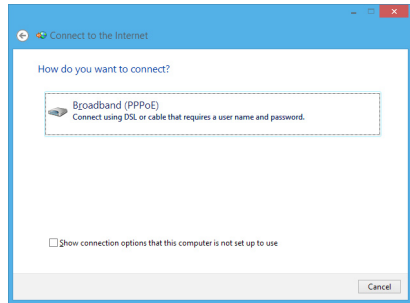 Connect to the Internet
How do you want to connect?
Broadband (PPPoE)
Connect using DSL or cable that requires a user name and password.
Show connection options that this computer is not set up to use
Cancel